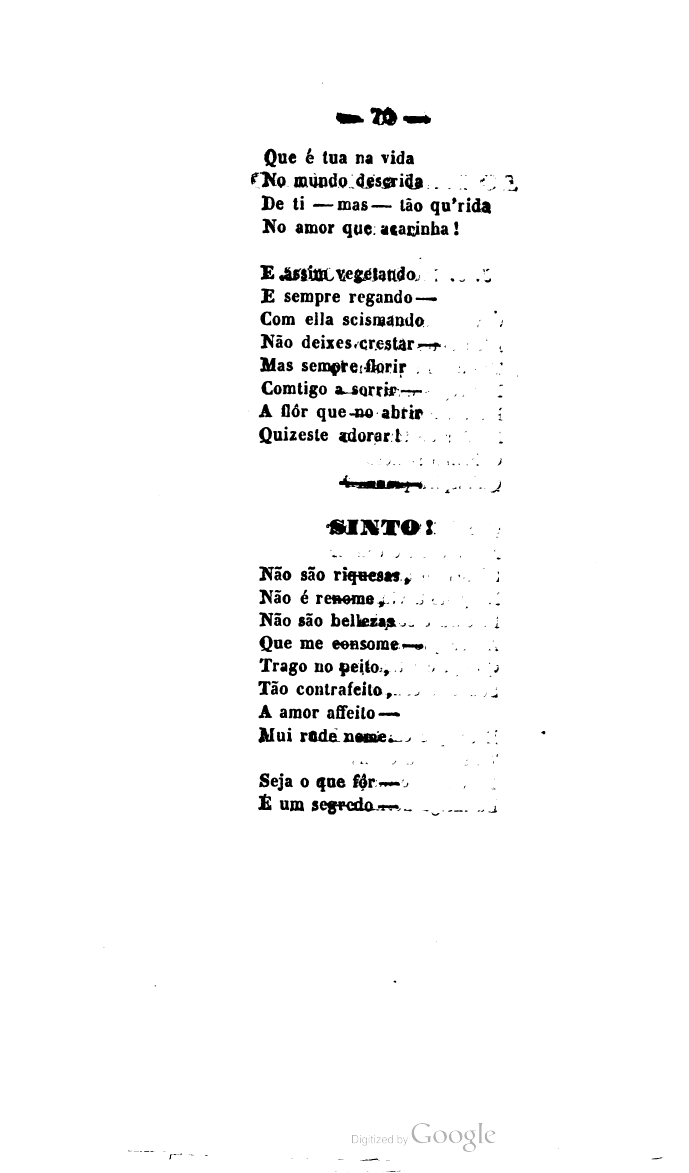 — 70 —
Que é tua na vida
No mundo descrida
De ti — mas — tão qu'rida
No amor que acarinha!
E assim vegetando
E sempre regando —
Com ella scismando
Não deixes crestar —
Mas sempre florir
Comtigo a sorrir —
A flôr que no abrir
Quizeste adorar!
SINTO!
Não são riquesas,
Não é renome,
Não são bellezas
Que me consome —
Trago no peito,
Tão contrafeito,
A amor affeito —
Mui rude nome.
Seja o que fôr —
É um segredo —
Digitized by Google